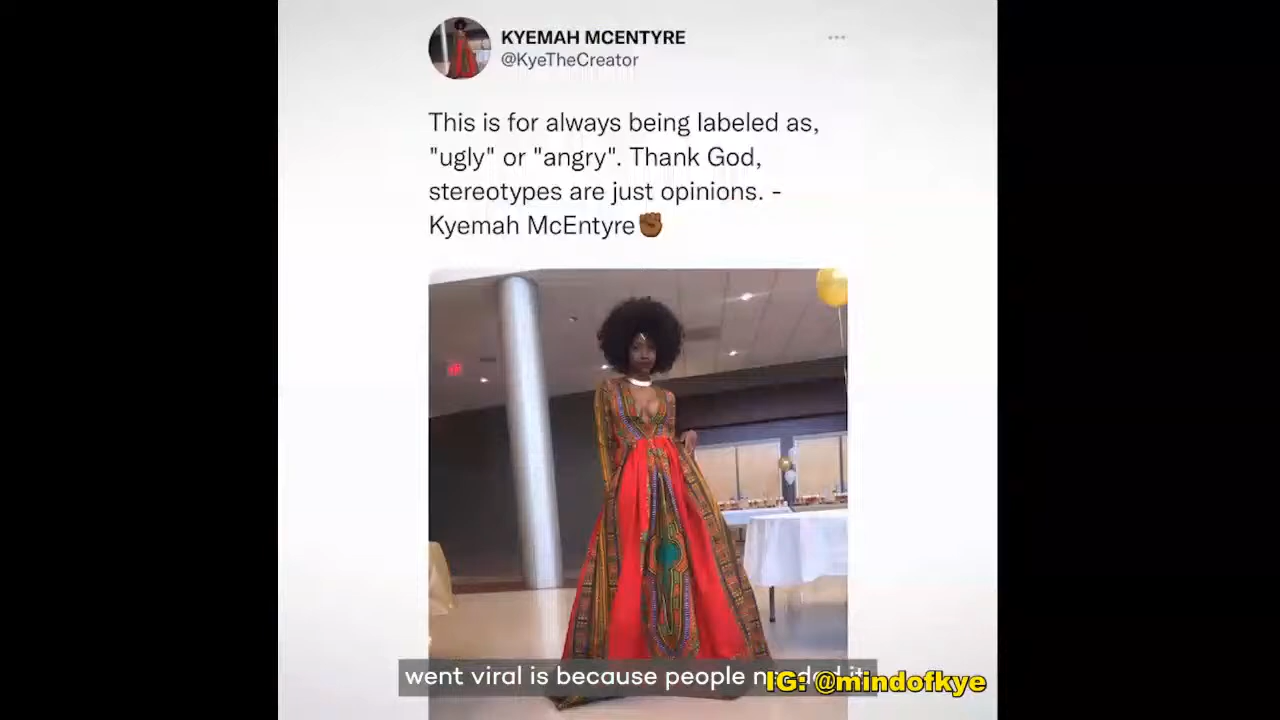 KYEMAH MCENTYRE
@KyeTheCreator
This is for always being labeled as,
"ugly" or "angry". Thank God,
stereotypes are just opinions. -
Kyemah McEntyre✊🏾
went viral is because people it
IG: @mindofkye